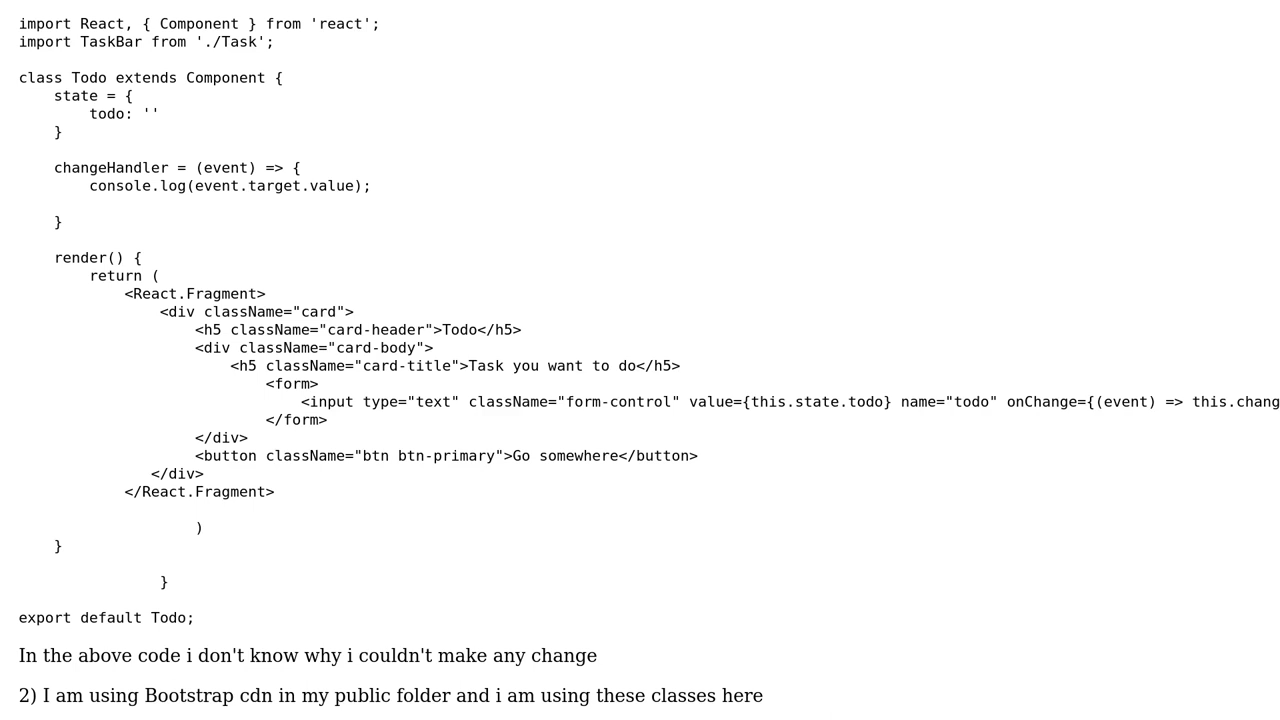 import React, { Component } from 'react';
import TaskBar from './Task';

class Todo extends Component {
    state = {
        todo: ''
    }

    changeHandler = (event) => {
        console.log(event.target.value);

    }

    render() {
        return (
            <React.Fragment>
                <div className="card">
                    <h5 className="card-header">Todo</h5>
                    <div className="card-body">
                        <h5 className="card-title">Task you want to do</h5>
                            <form>
                                <input type="text" className="form-control" value={this.state.todo} name="todo" onChange={(event) => this.chang
                            </form>
                    </div>
                    <button className="btn btn-primary">Go somewhere</button>
               </div>
            </React.Fragment>

                    )
    }

                }

export default Todo;
In the above code i don't know why i couldn't make any change
2) I am using Bootstrap cdn in my public folder and i am using these classes here